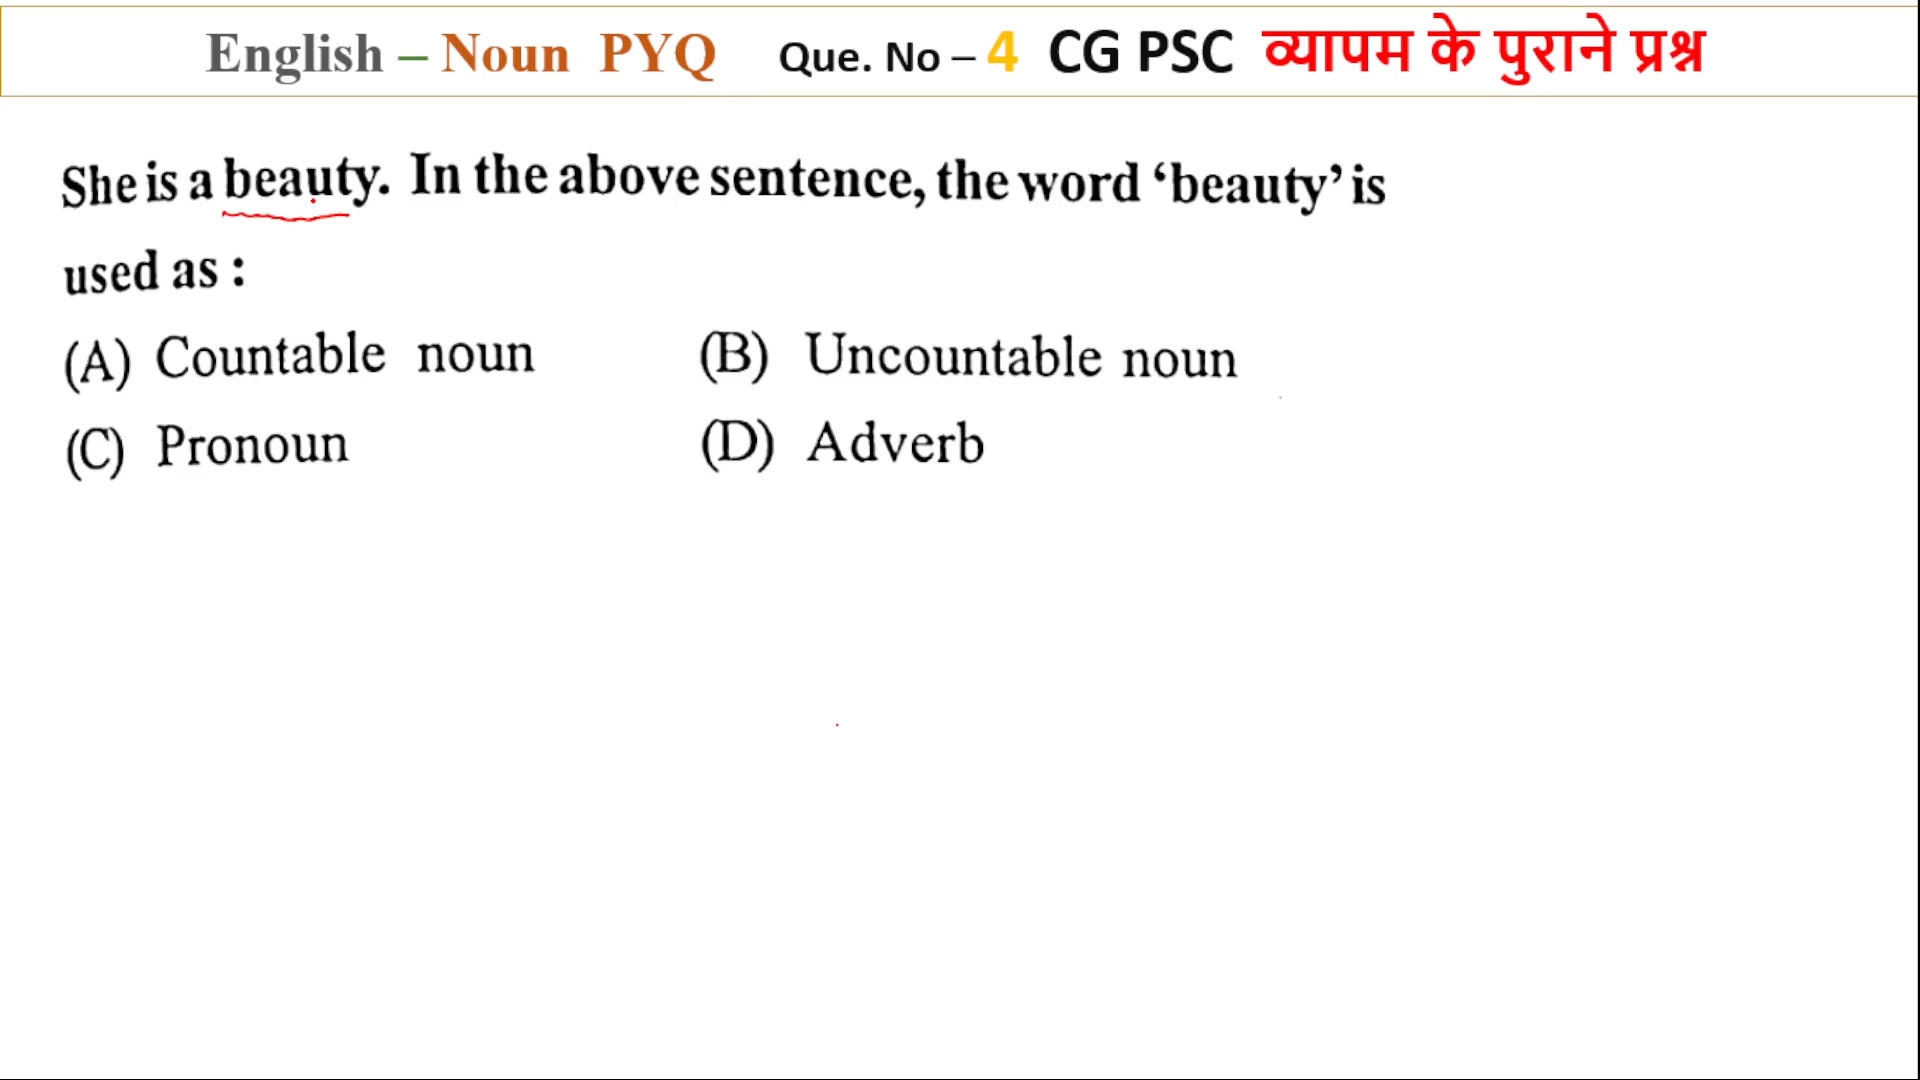 English – Noun PYQ Que. No – 4 CG PSC व्यापम के पुराने प्रश्न
She is a beauty. In the above sentence, the word ‘beauty’ is
used as :
(A) Countable noun (B) Uncountable noun
(C) Pronoun (D) Adverb